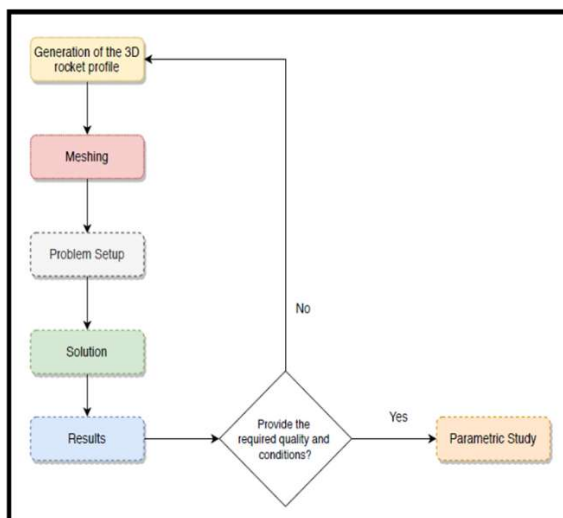 Generation of the 3D
rocket profile
Meshing
Problem Setup
Solution
Results
Provide the
required quality and
conditions?
No
Yes
Parametric Study